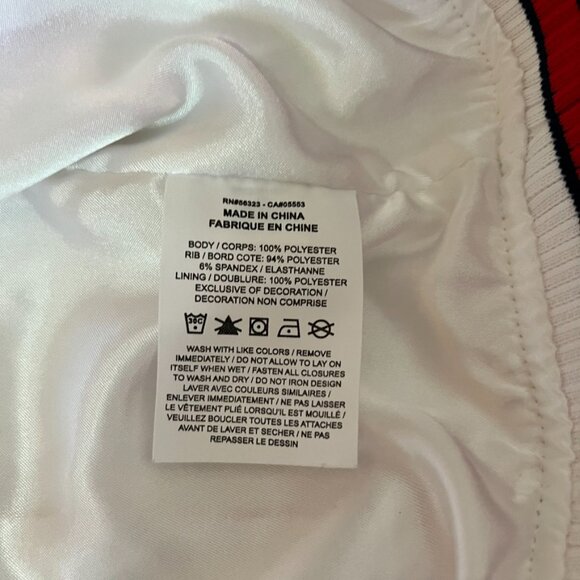 RN#56323 - CA#05553
MADE IN CHINA
FABRIQUE EN CHINE
BODY / CORPS: 100% POLYESTER
RIB / BORD COTE: 94% POLYESTER
6% SPANDEX / ELASTHANNE
LINING / DOUBLURE: 100% POLYESTER
EXCLUSIVE OF DECORATION /
DECORATION NON COMPRISE
30C
WASH WITH LIKE COLORS / REMOVE
IMMEDIATELY / DO NOT ALLOW TO LAY ON
ITSELF WHEN WET / FASTEN ALL CLOSURES
TO WASH AND DRY / DO NOT IRON DESIGN
LAVER AVEC COULEURS SIMILAIRES /
ENLEVER IMMEDIATEMENT / NE PAS LAISSER
LE VÊTEMENT PLIÉ LORSQU'IL EST MOUILLÉ /
VEUILLEZ BOUCLER TOUTES LES ATTACHES
AVANT DE LAVER ET SECHER / NE PAS
REPASSER LE DESSIN